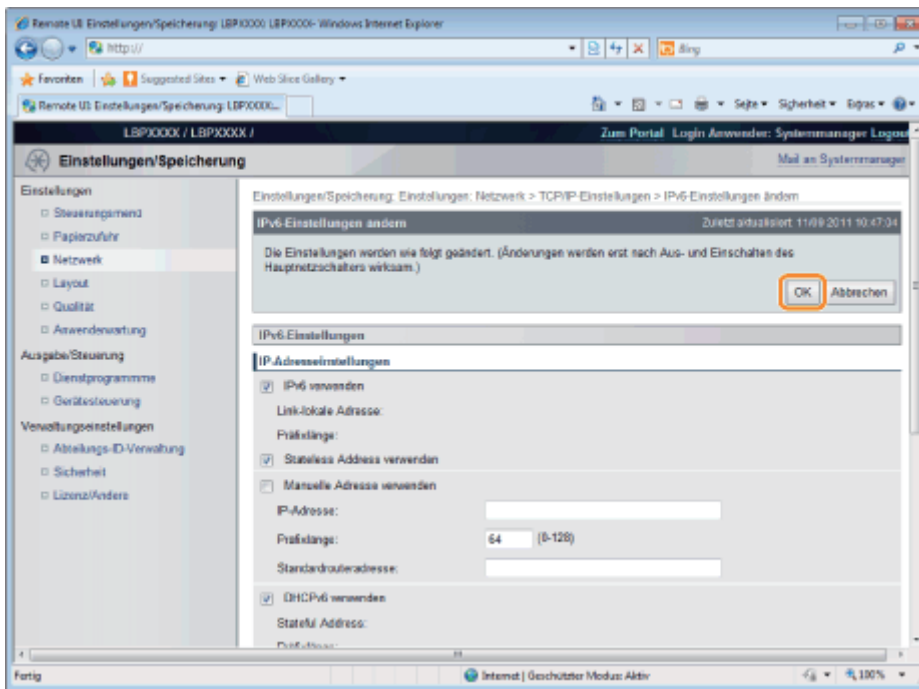 Remote UI: Einstellungen/Speicherung: LBPXXXX LBPXXXX - Windows Internet Explorer
http://
Bing
Favoriten Suggested Sites Web Slice Gallery
Remote UI: Einstellungen/Speicherung: LBPXXXX...
Seite Sicherheit Extras
LBPXXXX / LBPXXXX /
Zum Portal Login Anwender: Systemmanager Logout
Einstellungen/Speicherung
Mail an Systemmanager
Einstellungen
Steuerungsmenü
Papierzufuhr
Netzwerk
Layout
Qualität
Anwenderwartung
Ausgabe/Steuerung
Dienstprogrammme
Gerätesteuerung
Verwaltungseinstellungen
Abteilungs-ID-Verwaltung
Sicherheit
Lizenz/Andere
Einstellungen/Speicherung: Einstellungen: Netzwerk > TCP/IP-Einstellungen > IPv6-Einstellungen ändern
IPv6-Einstellungen ändern
Zuletzt aktualisiert: 11/09 2011 10:47:04
Die Einstellungen werden wie folgt geändert. (Änderungen werden erst nach Aus- und Einschalten des
Hauptnetzschalters wirksam.)
OK Abbrechen
IPv6-Einstellungen
IP-Adresseinstellungen
IPv6 verwenden
Link-lokale Adresse:
Präfixlänge:
Stateless Address verwenden
Manuelle Adresse verwenden
IP-Adresse:
Präfixlänge: 64 (0-128)
Standardrouteradresse:
DHCPv6 verwenden
Stateful Address:
Präfixlänge:
Fertig
Internet | Geschützter Modus: Aktiv
100%